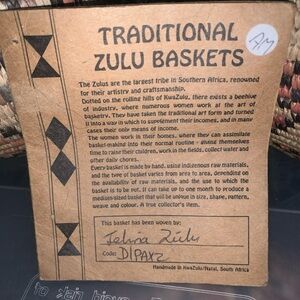 TRADITIONAL
ZULU BASKETS
The Zulus are the largest tribe in Southern Africa, renowned
for their artistry and craftsmanship.
Dotted on the rolling hills of KwaZulu, there exists a beehive
of industry, where numerous women work at the art of
basketry. They have taken the traditional art form and turned
it into a way in which to supplement their incomes, and in many
cases their only means of income.
The women work in their homes, where they can assimilate
basket-making into their normal routine - whilst themselves
time to raise their children, work in the fields, collect water and
other daily chores.
Every basket is made by hand, using indigenous raw materials,
and the type of basket varies from area to area, depending on
the availability of raw materials, and the use to which the
basket is to be put. It can take up to one month to produce a
medium-sized basket that will be unique in size, shape, pattern,
weave and colour. A true collector's item.
This basket has been woven by:
Zulu
Code:
Handmade in KwaZulu/Natal, South Africa